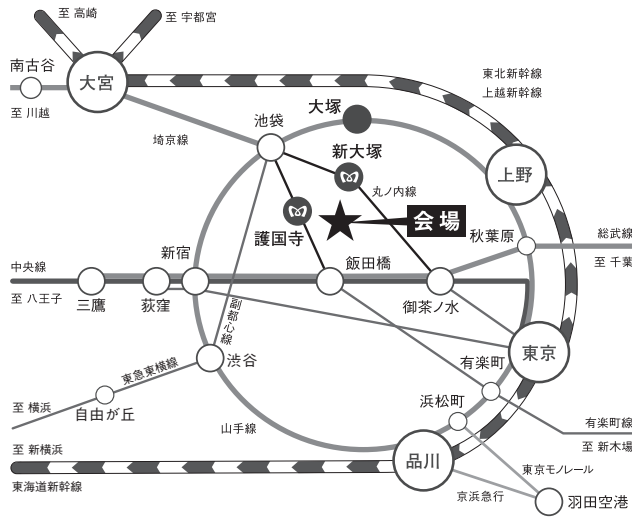 至 高崎
至 宇都宮
南古谷
大宮
至 川越
東北新幹線
上越新幹線
埼京線
池袋
大塚
新大塚
上野
丸ノ内線
護国寺
会場
秋葉原
総武線
至 千葉
新宿
飯田橋
中央線
至 八王子
三鷹
荻窪
御茶ノ水
副都心線
東京
渋谷
有楽町
東急東横線
浜松町
至 横浜
自由が丘
山手線
有楽町線
至 新木場
至 新横浜
品川
東京モノレール
東海道新幹線
京浜急行
羽田空港